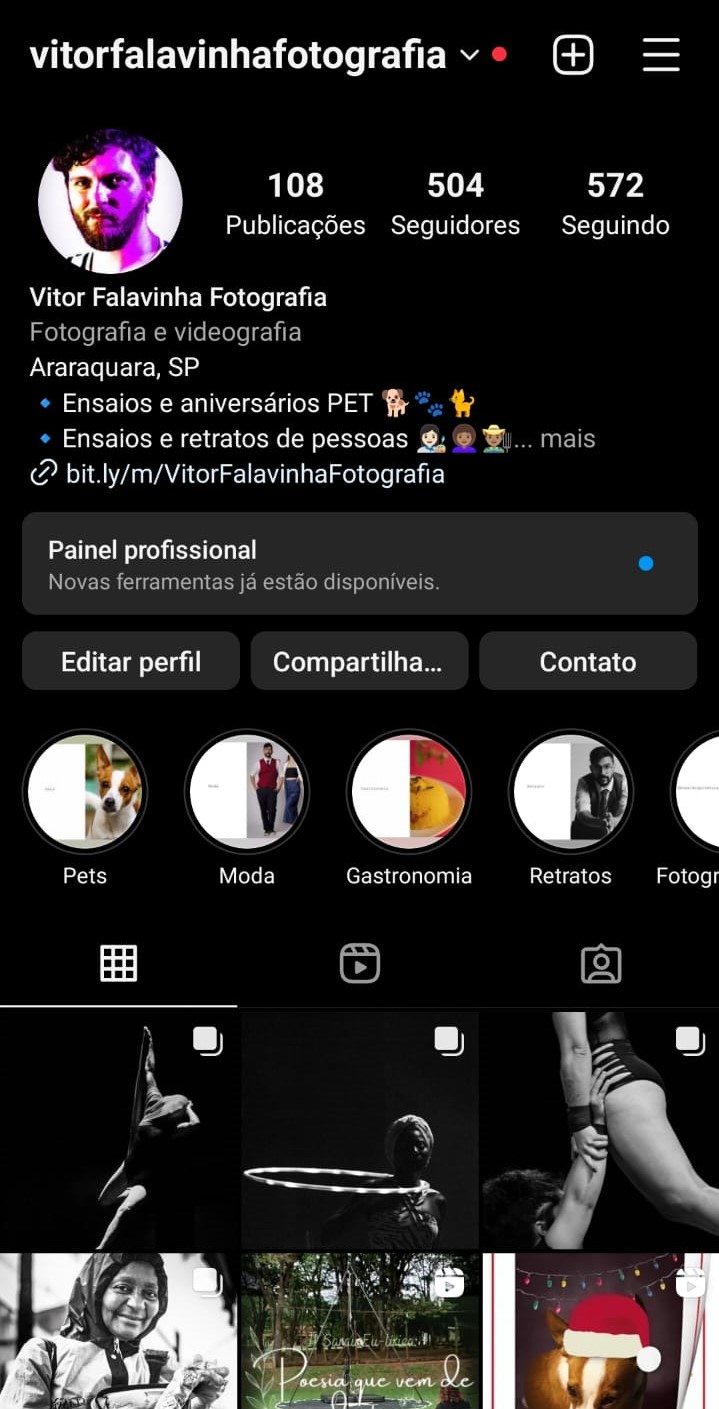 vitorfalavinhafotografia
108 504 572
Publicações Seguidores Seguindo
Vitor Falavinha Fotografia
Fotografia e videografia
Araraquara, SP
🔹 Ensaios e aniversários PET 🐕🐾🐈
🔹 Ensaios e retratos de pessoas 👩🏻‍🎨👩🏽‍🦱👨🏽‍🌾... mais
bit.ly/m/VitorFalavinhaFotografia
Painel profissional
Novas ferramentas já estão disponíveis.
Editar perfil Compartilha... Contato
Pets Moda Gastronomia Retratos Fotogr
Poesia que vem de